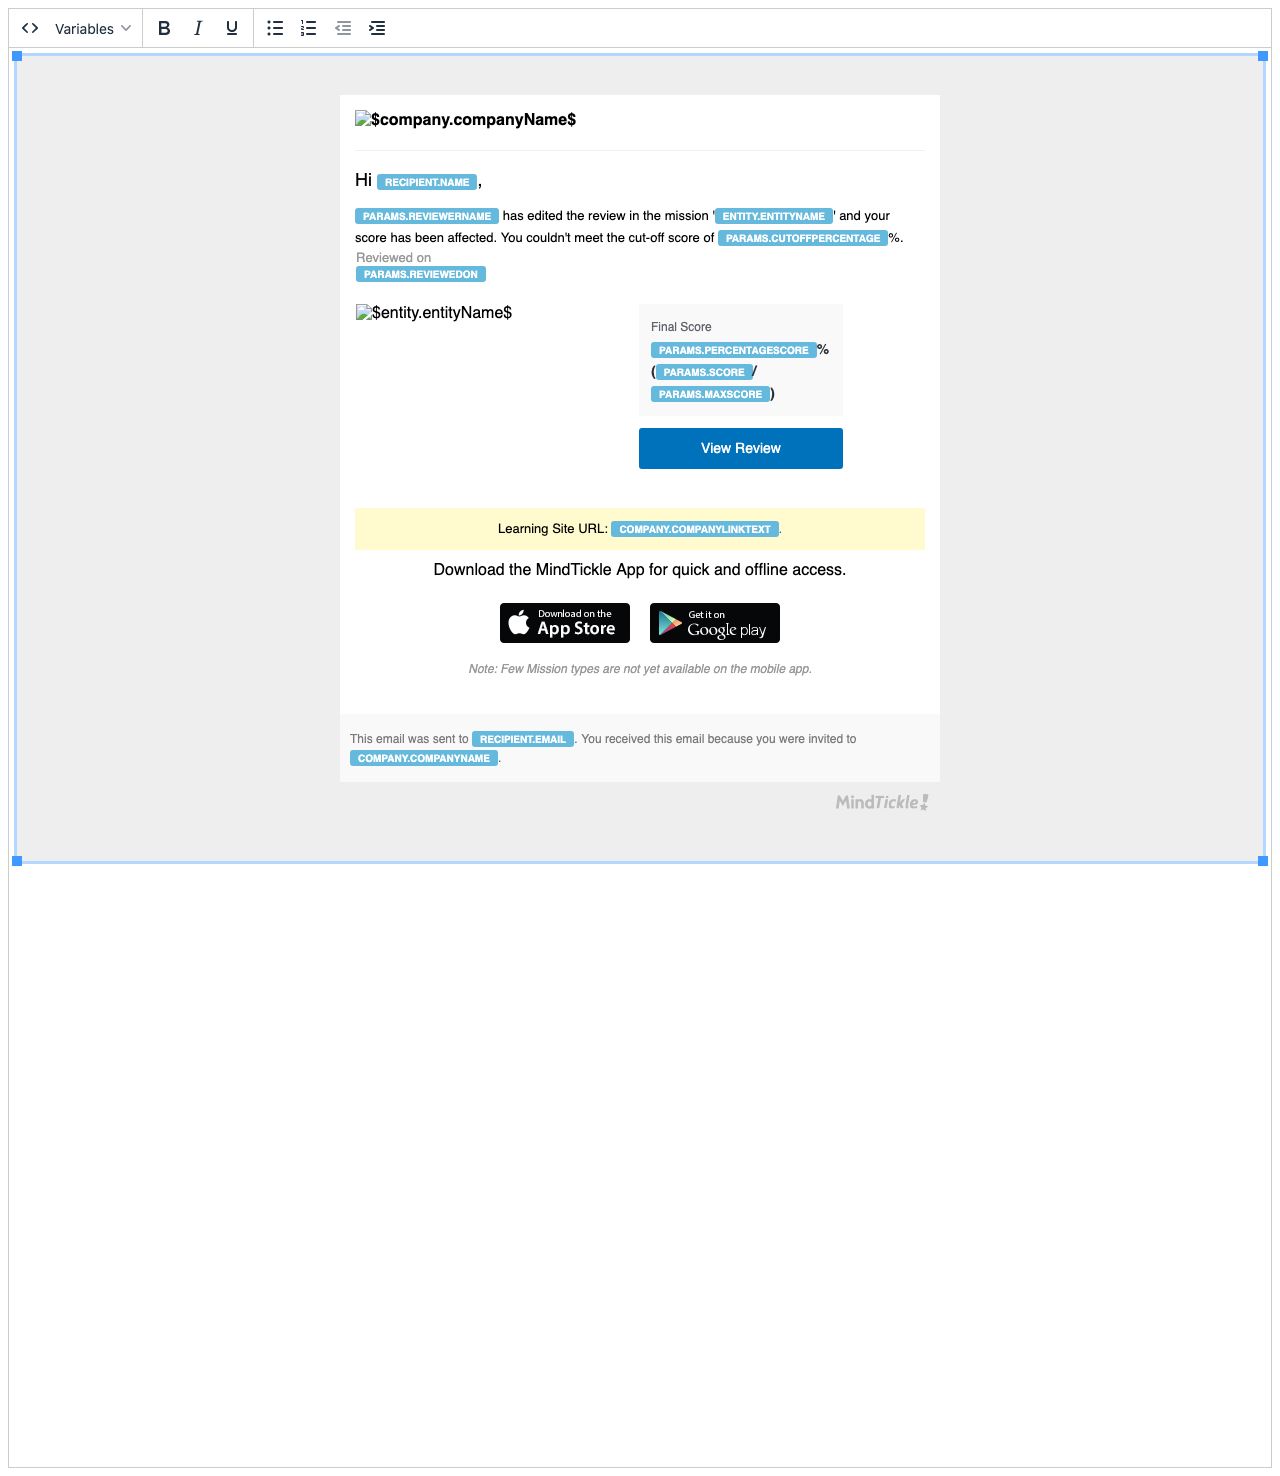 Variables B I U
$company.companyName$
Hi RECIPIENT.NAME ,
PARAMS.REVIEWERNAME has edited the review in the mission 'ENTITY.ENTITYNAME' and your
score has been affected. You couldn't meet the cut-off score of PARAMS.CUTOFFPERCENTAGE %.
Reviewed on
PARAMS.REVIEWEDON
$entity.entityName$
Final Score
PARAMS.PERCENTAGESCORE %
( PARAMS.SCORE /
PARAMS.MAXSCORE )
View Review
Learning Site URL: COMPANY.COMPANYLINKTEXT .
Download the MindTickle App for quick and offline access.
Download on the
App Store
Get it on
Google play
Note: Few Mission types are not yet available on the mobile app.
This email was sent to RECIPIENT.EMAIL . You received this email because you were invited to
COMPANY.COMPANYNAME .
MindTickle!